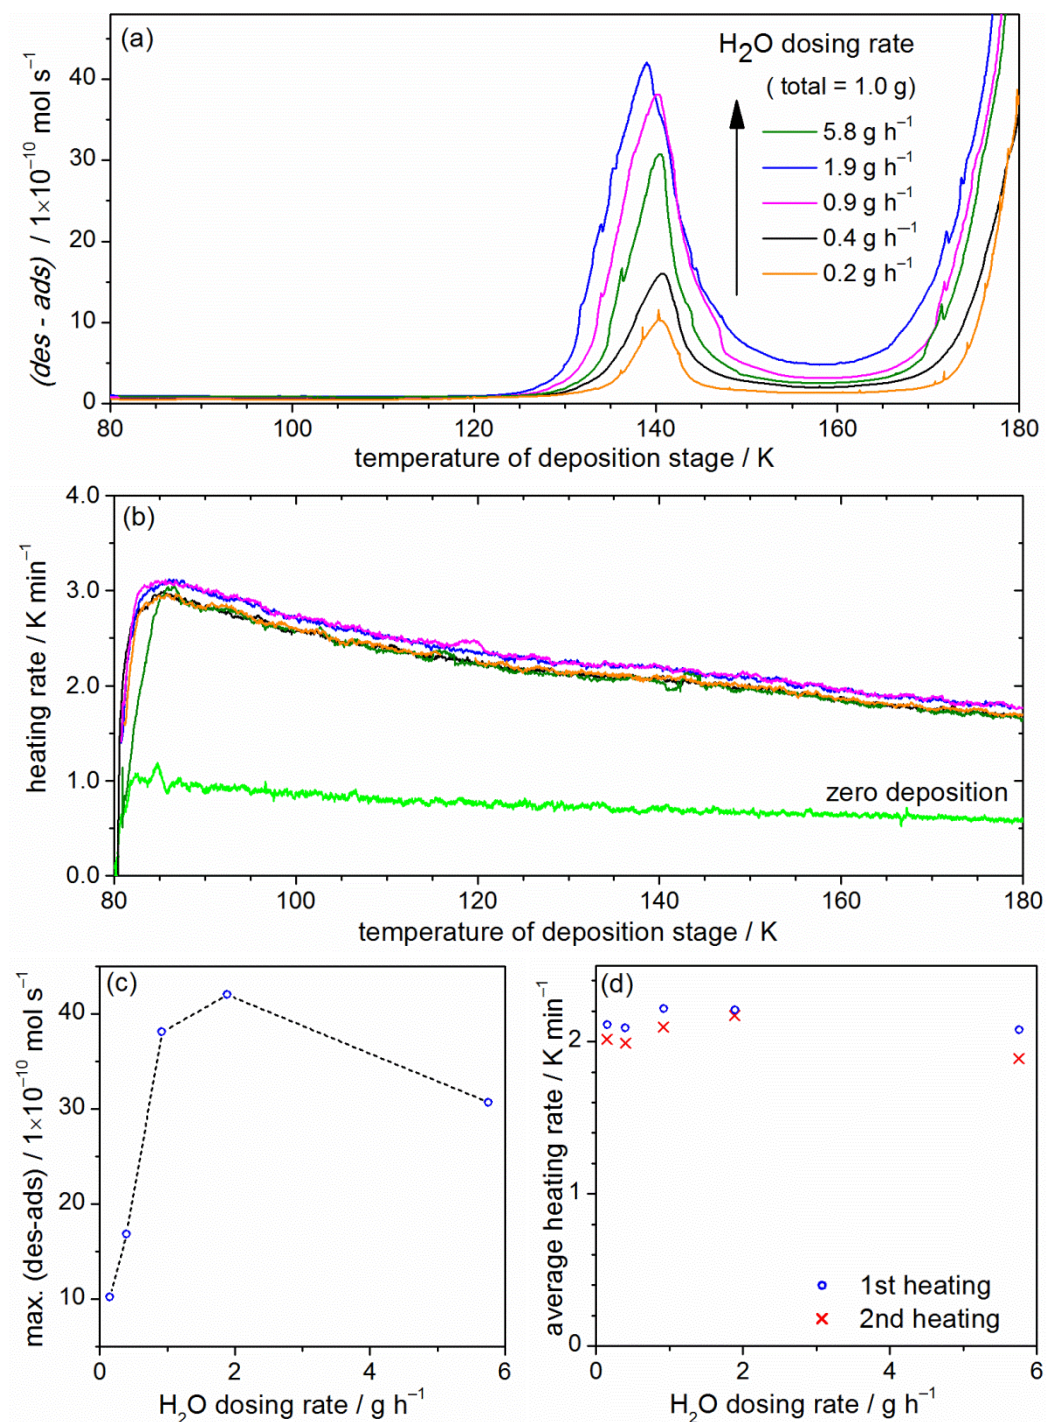 (a)
H₂O dosing rate
( total = 1.0 g)
5.8 g h⁻¹
1.9 g h⁻¹
0.9 g h⁻¹
0.4 g h⁻¹
0.2 g h⁻¹
(des - ads) / 1×10⁻¹⁰ mol s⁻¹
40
30
20
10
0
80 100 120 140 160 180
temperature of deposition stage / K
(b)
heating rate / K min⁻¹
4.0
3.0
2.0
1.0
0.0
zero deposition
80 100 120 140 160 180
temperature of deposition stage / K
(c)
max. (des-ads) / 1×10⁻¹⁰ mol s⁻¹
40
30
20
10
0 2 4 6
H₂O dosing rate / g h⁻¹
(d)
average heating rate / K min⁻¹
2
1
0
1st heating
2nd heating
0 2 4 6
H₂O dosing rate / g h⁻¹